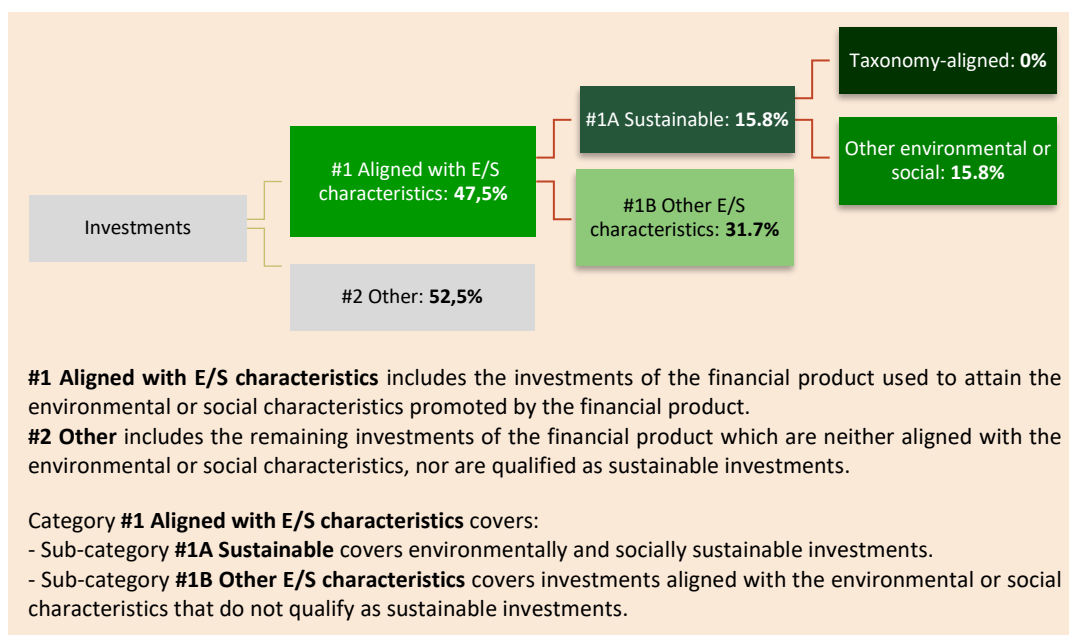 Taxonomy-aligned: 0%
#1A Sustainable: 15.8%
Other environmental or
social: 15.8%
#1 Aligned with E/S
characteristics: 47,5%
#1B Other E/S
characteristics: 31.7%
Investments
#2 Other: 52,5%
#1 Aligned with E/S characteristics includes the investments of the financial product used to attain the
environmental or social characteristics promoted by the financial product.
#2 Other includes the remaining investments of the financial product which are neither aligned with the
environmental or social characteristics, nor are qualified as sustainable investments.
Category #1 Aligned with E/S characteristics covers:
- Sub-category #1A Sustainable covers environmentally and socially sustainable investments.
- Sub-category #1B Other E/S characteristics covers investments aligned with the environmental or social
characteristics that do not qualify as sustainable investments.